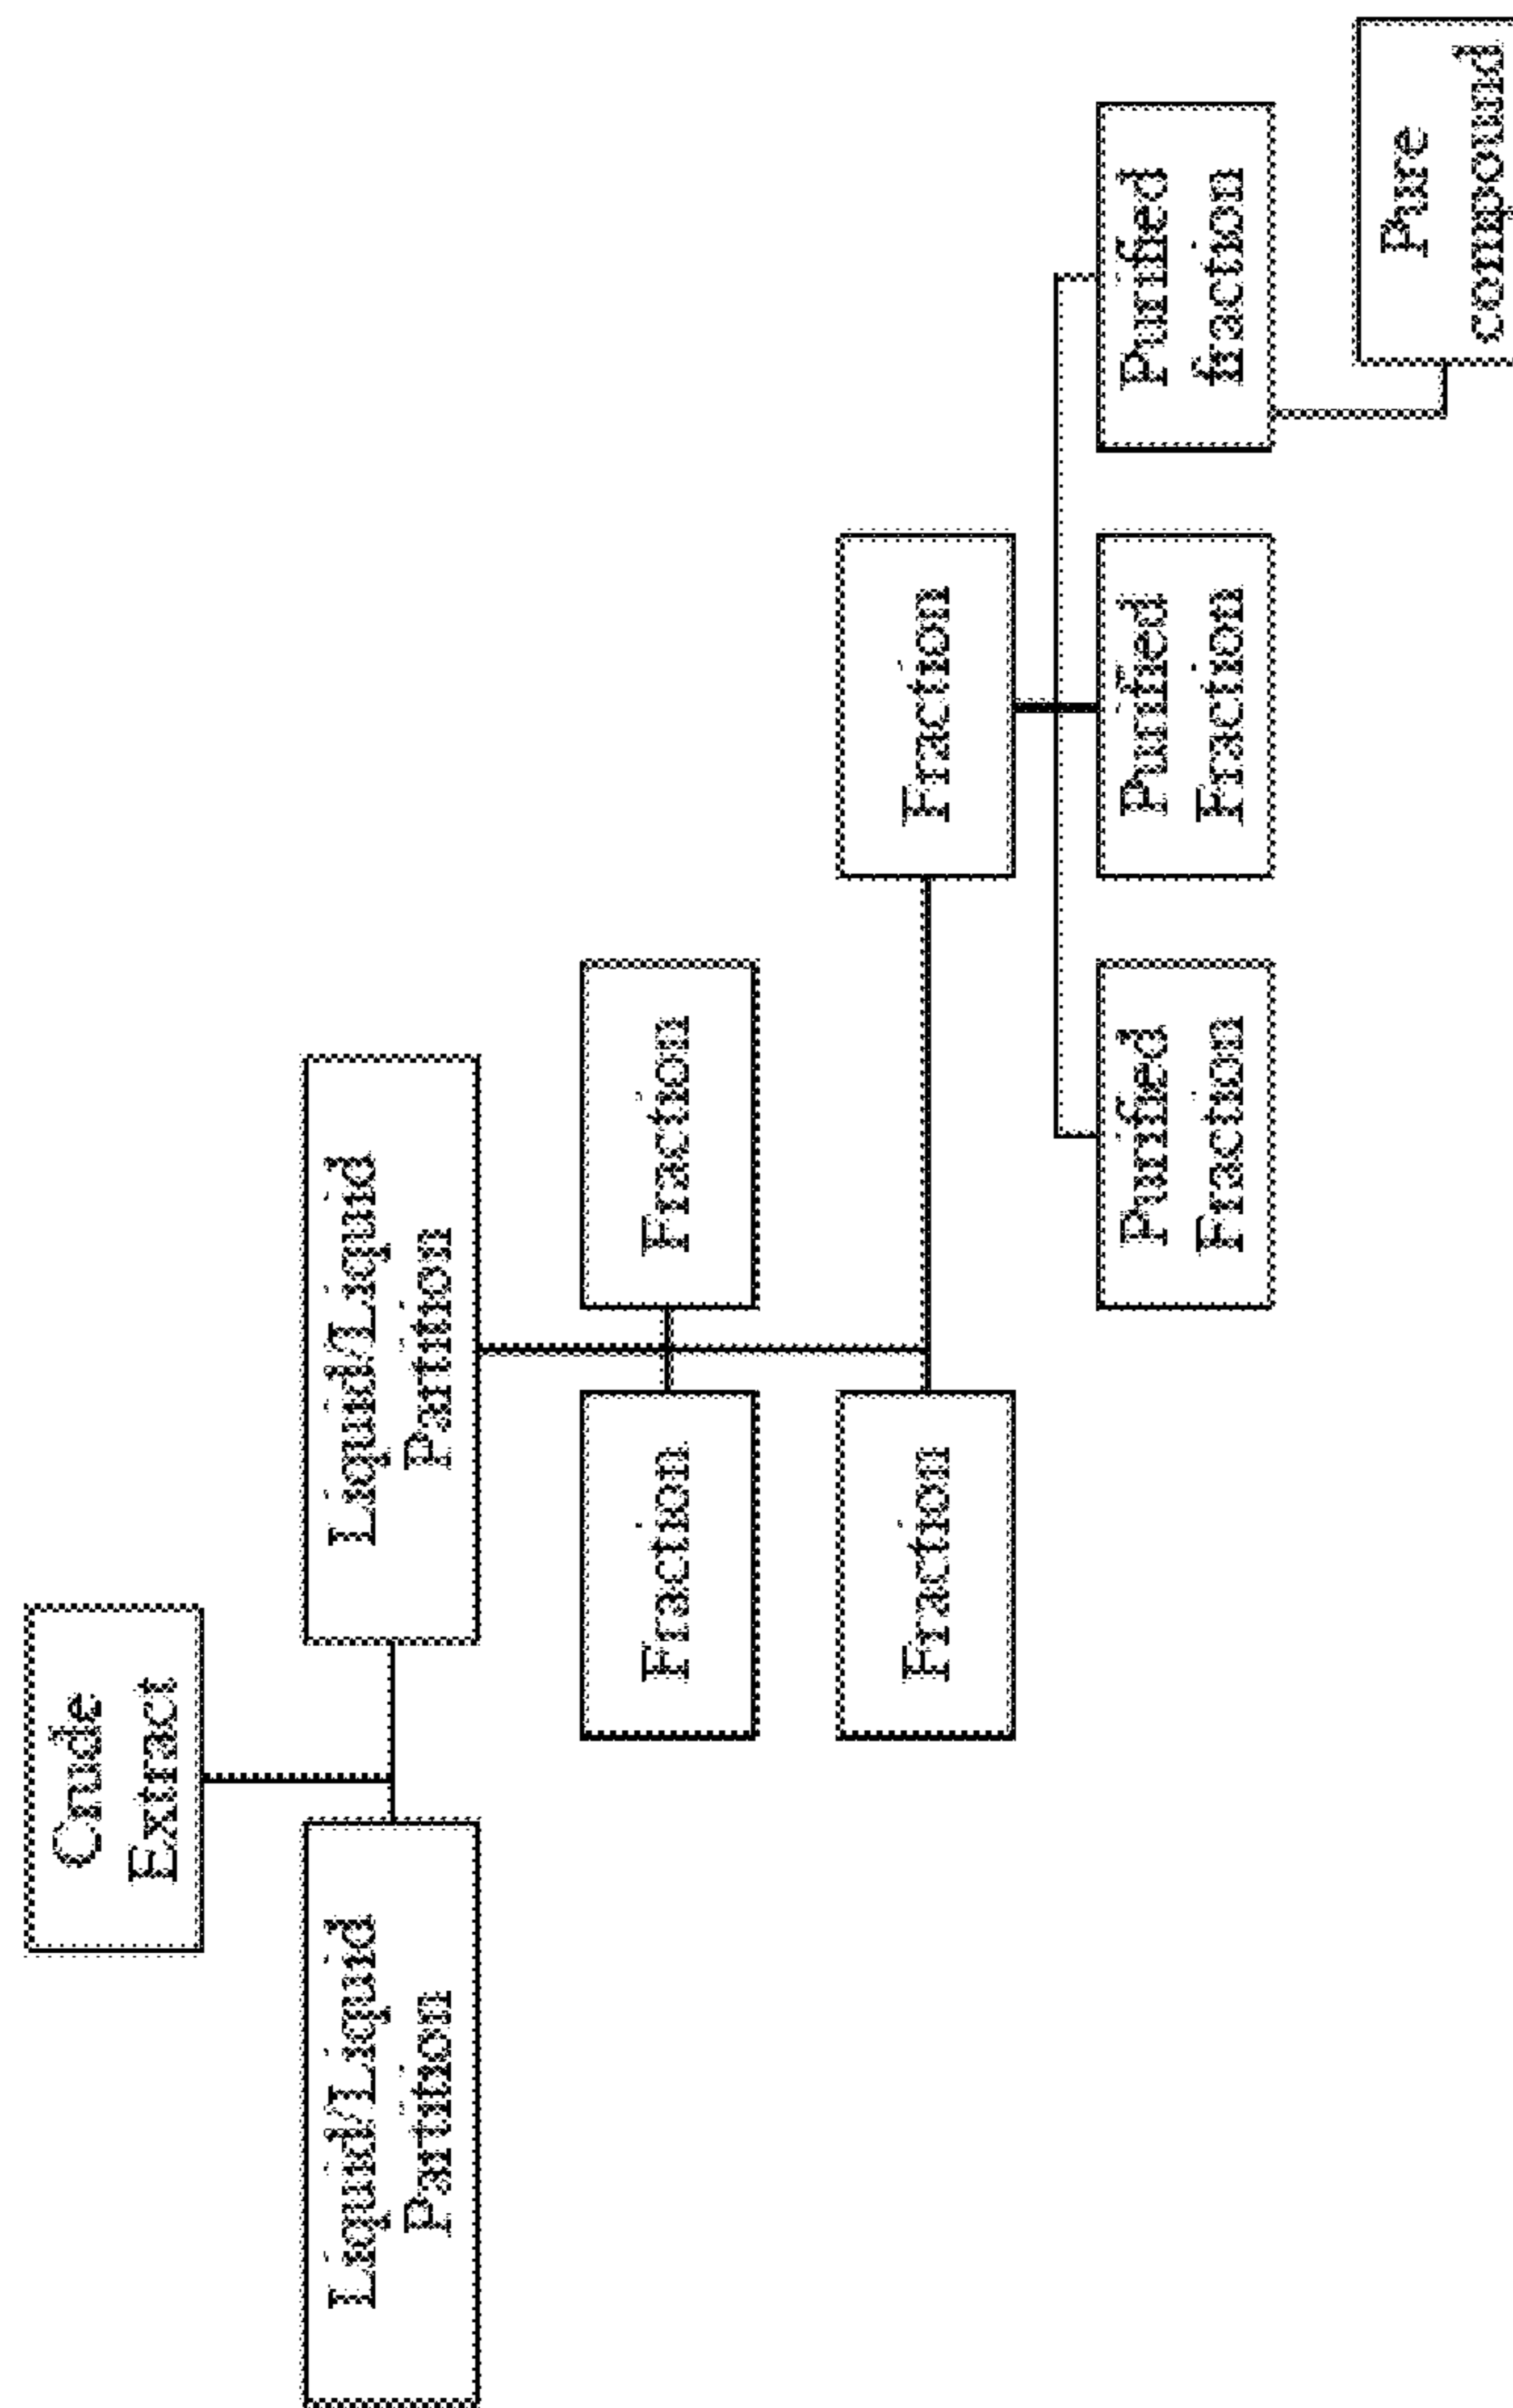 Crude
Extract
Liquid/Liquid
Partition
Liquid/Liquid
Partition
Fraction
Fraction
Fraction
Fraction
Purified
Fraction
Purified
Fraction
Purified
fraction
Pure
compound